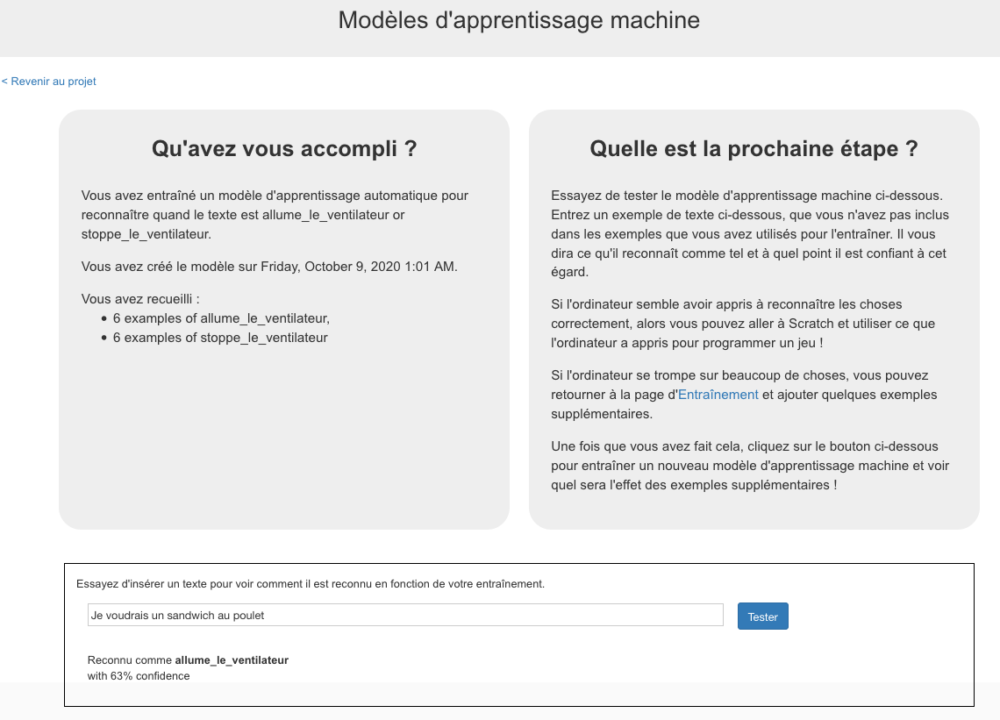 Modèles d'apprentissage machine
< Revenir au projet
Qu'avez vous accompli ?
Vous avez entraîné un modèle d'apprentissage automatique pour
reconnaître quand le texte est allume_le_ventilateur or
stoppe_le_ventilateur.
Vous avez créé le modèle sur Friday, October 9, 2020 1:01 AM.
Vous avez recueilli :
• 6 examples of allume_le_ventilateur,
• 6 examples of stoppe_le_ventilateur
Quelle est la prochaine étape ?
Essayez de tester le modèle d'apprentissage machine ci-dessous.
Entrez un exemple de texte ci-dessous, que vous n'avez pas inclus
dans les exemples que vous avez utilisés pour l'entraîner. Il vous
dira ce qu'il reconnaît comme tel et à quel point il est confiant à cet
égard.
Si l'ordinateur semble avoir appris à reconnaître les choses
correctement, alors vous pouvez aller à Scratch et utiliser ce que
l'ordinateur a appris pour programmer un jeu !
Si l'ordinateur se trompe sur beaucoup de choses, vous pouvez
retourner à la page d'Entraînement et ajouter quelques exemples
supplémentaires.
Une fois que vous avez fait cela, cliquez sur le bouton ci-dessous
pour entraîner un nouveau modèle d'apprentissage machine et voir
quel sera l'effet des exemples supplémentaires !
Essayez d'insérer un texte pour voir comment il est reconnu en fonction de votre entraînement.
Je voudrais un sandwich au poulet
Tester
Reconnu comme allume_le_ventilateur
with 63% confidence